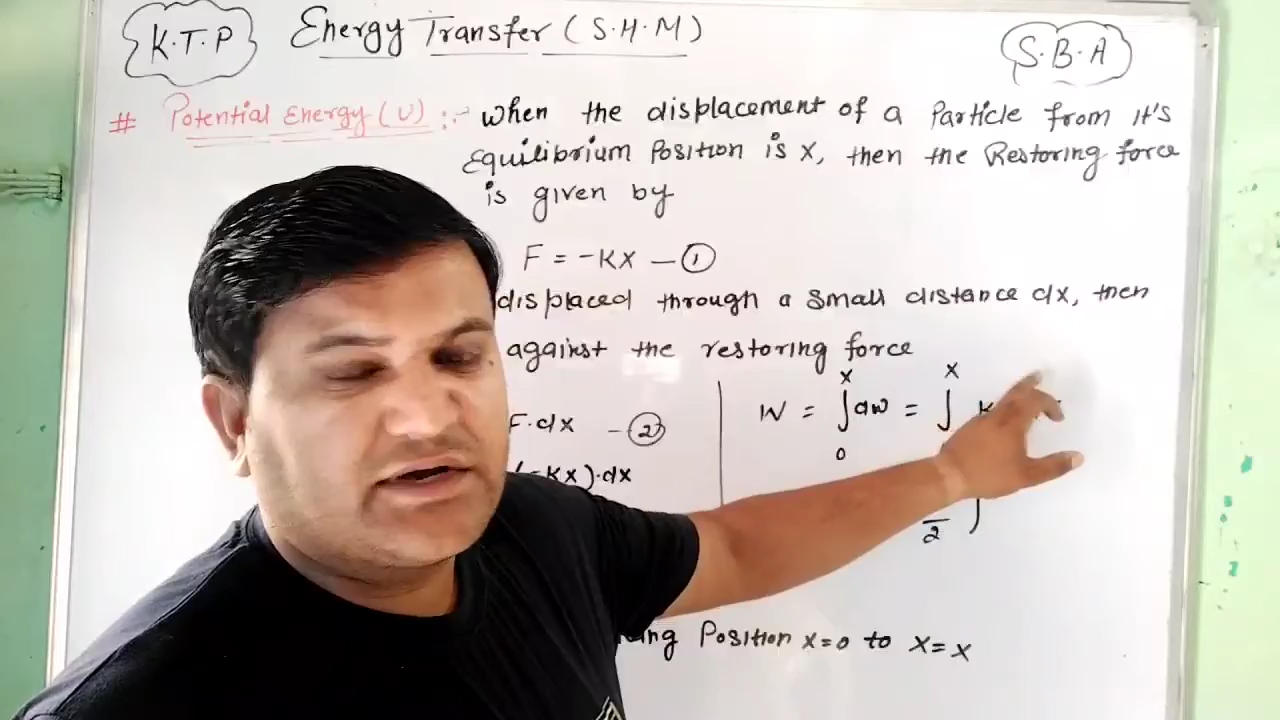 K.T.P Energy Transfer (S.H.M) S.B.A
# Potential Energy (U) :- When the displacement of a Particle from It's
Equilibrium Position is x, then the Restoring force
is given by
F = -Kx — ①
displaced through a small distance dx, then
against the restoring force
F.dx — ②
(-Kx).dx
W = ∫₀ˣ dw = ∫ˣ K
2 ]
Position x=0 to x=x